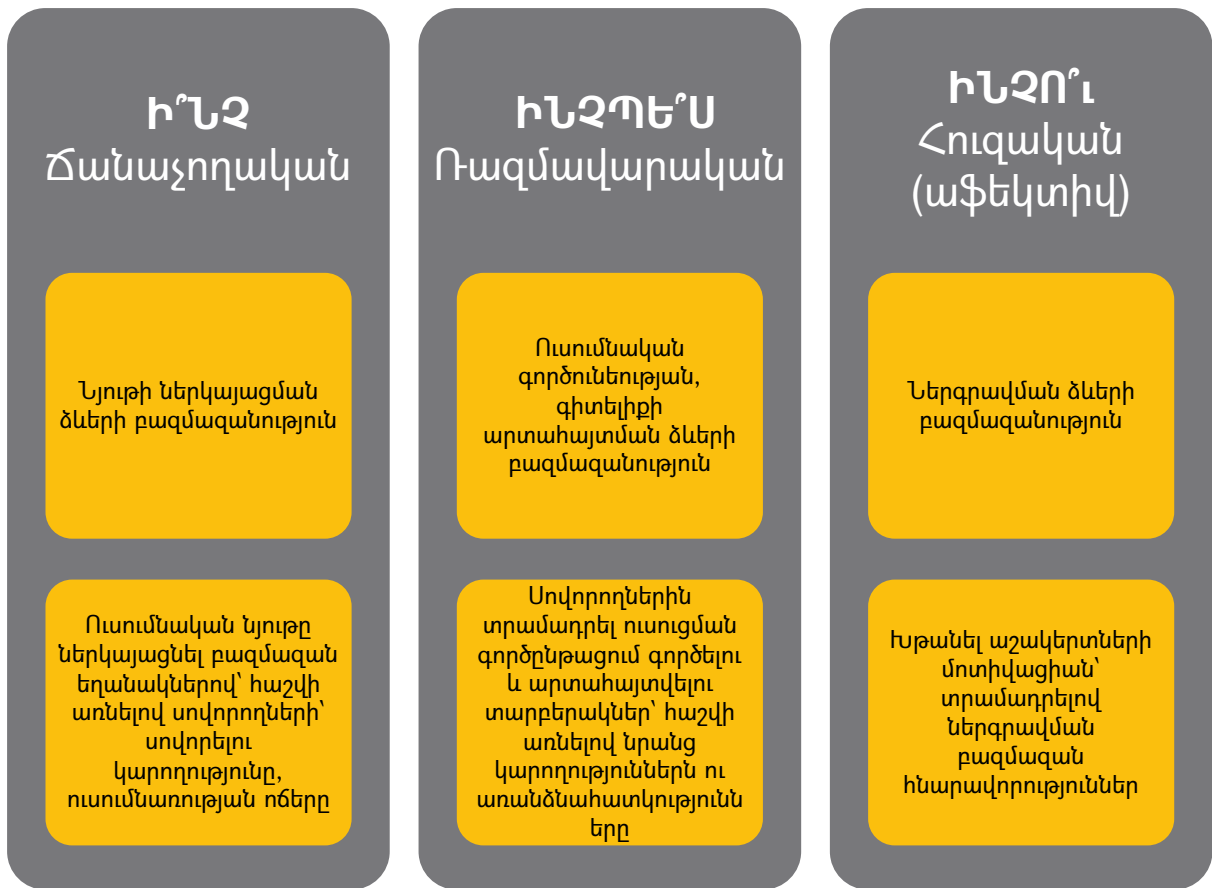 Ի՞ՆՉ
Ճանաչողական
Նյութի ներկայացման
ձևերի բազմազանություն
Ուսումնական նյութը
ներկայացնել բազմազան
եղանակներով՝ հաշվի
առնելով սովորողների՝
սովորելու
կարողությունը,
ուսումնառության ոճերը
ԻՆՉՊԵ՞Ս
Ռազմավարական
Ուսումնական
գործունեության,
գիտելիքի
արտահայտման ձևերի
բազմազանություն
Սովորողներին
տրամադրել ուսուցման
գործընթացում գործելու
և արտահայտվելու
տարբերակներ՝ հաշվի
առնելով նրանց
կարողություններն ու
առանձնահատկությունն
երը
ԻՆՉՈ՞ւ
Հուզական
(աֆեկտիվ)
Ներգրավման ձևերի
բազմազանություն
Խթանել աշակերտների
մոտիվացիան՝
տրամադրելով
ներգրավման
բազմազան
հնարավորություններ